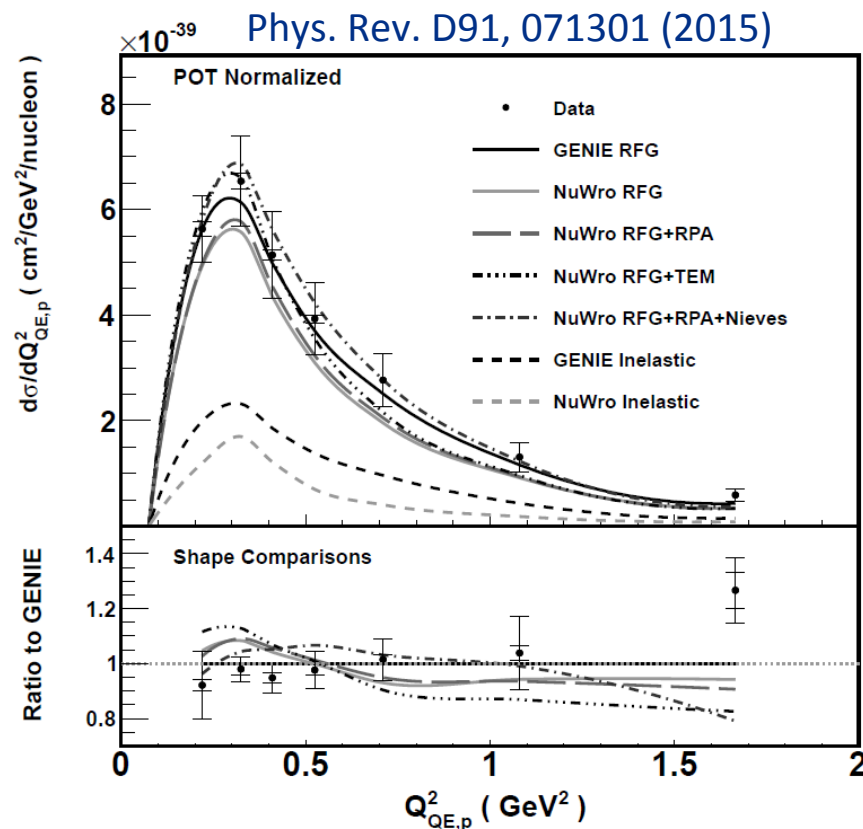 Phys. Rev. D91, 071301 (2015)
×10⁻³⁹
POT Normalized
8
6
4
2
dσ/dQ²_QE,p ( cm²/GeV²/nucleon )
Data
GENIE RFG
NuWro RFG
NuWro RFG+RPA
NuWro RFG+TEM
NuWro RFG+RPA+Nieves
GENIE Inelastic
NuWro Inelastic
Shape Comparisons
1.4
1.2
1
0.8
Ratio to GENIE
0 0.5 1 1.5 2
Q²_QE,p ( GeV² )